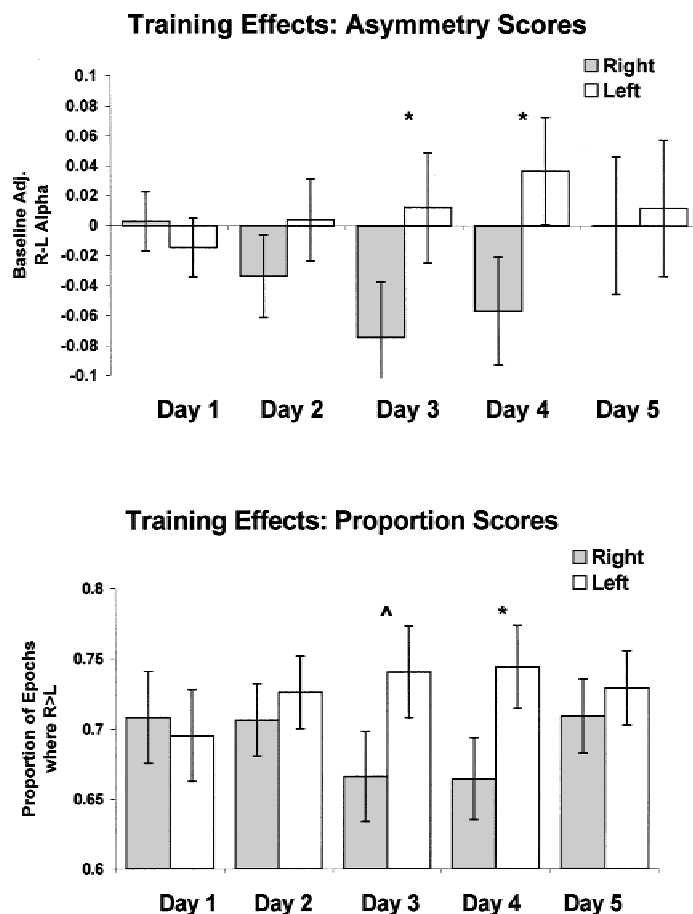 Training Effects: Asymmetry Scores
Right
Left
0.1
0.08
0.06
0.04
0.02
0
-0.02
-0.04
-0.06
-0.08
-0.1
Baseline Adj.
R-L Alpha
*
*
Day 1 Day 2 Day 3 Day 4 Day 5
Training Effects: Proportion Scores
Right
Left
0.8
0.75
0.7
0.65
0.6
Proportion of Epochs
where R>L
^
*
Day 1 Day 2 Day 3 Day 4 Day 5